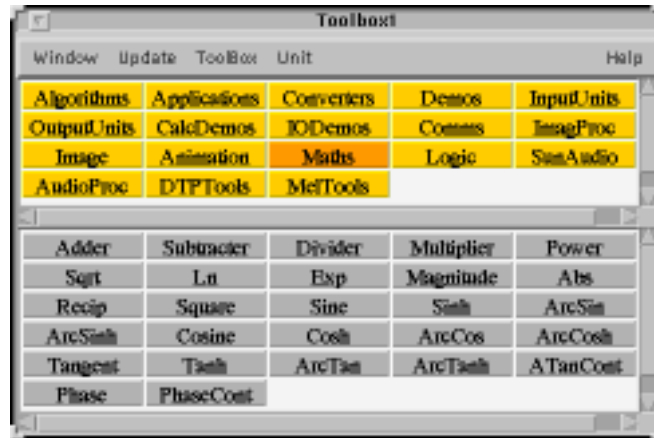 Toolbox1
Window Update ToolBox Unit Help
Algorithms Applications Converters Demos InputUnits
OutputUnits CalcDemos IODemos Comms ImagProc
Image Animation Maths Logic SunAudio
AudioProc DTPTools MelTools
Adder Subtracter Divider Multiplier Power
Sqrt Ln Exp Magnitude Abs
Recip Square Sine Sinh ArcSin
ArcSinh Cosine Cosh ArcCos ArcCosh
Tangent Tanh ArcTan ArcTanh ATanCont
Phase PhaseCont